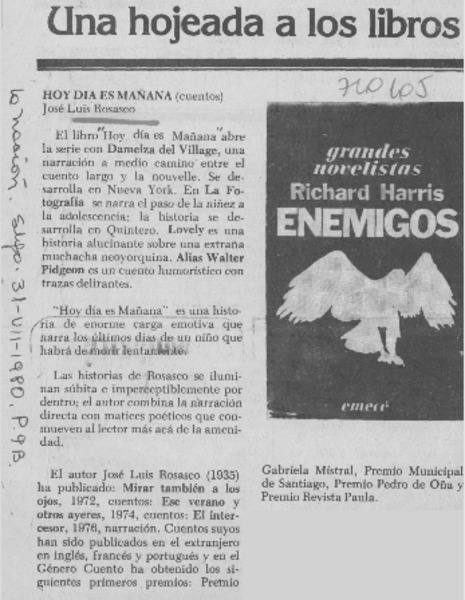 Una hojeada a los libros
720605
HOY DIA ES MAÑANA (cuentos)
José Luis Rosasco
El libro "Hoy día es Mañana" abre
la serie con Damelza del Village, una
narración a medio camino entre el
cuento largo y la nouvelle. Se de-
sarrolla en Nueva York. En La Fo-
tografía se narra el paso de la niñez a
la adolescencia; la historia se de-
sarrolla en Quintero. Lovely es una
historia alucinante sobre una extraña
muchacha neoyorquina. Alias Walter
Pidgeon es un cuento humorístico con
trazas delirantes.
"Hoy día es Mañana" es una histo-
ria de enorme carga emotiva que
narra los últimos días de un niño que
habrá de morir lentamente.
Las historias de Rosasco se ilumi-
nan súbita e imperceptiblemente por
dentro; el autor combina la narración
directa con matices poéticos que con-
mueven al lector más acá de la ameni-
dad.
El autor José Luis Rosasco (1935)
ha publicado: Mirar también a los
ojos, 1972, cuentos: Ese verano y
otros ayeres, 1974, cuentos: El inter-
cesor, 1976, narración. Cuentos suyos
han sido publicados en el extranjero
en inglés, francés y portugués y en el
Género Cuento ha obtenido los si-
guientes primeros premios: Premio
grandes
novelistas
Richard Harris
ENEMIGOS
emecé
Gabriela Mistral, Premio Municipal
de Santiago, Premio Pedro de Oña y
Premio Revista Paula.
La Nación. Stgo. 31-VII-1980, P. 9B.